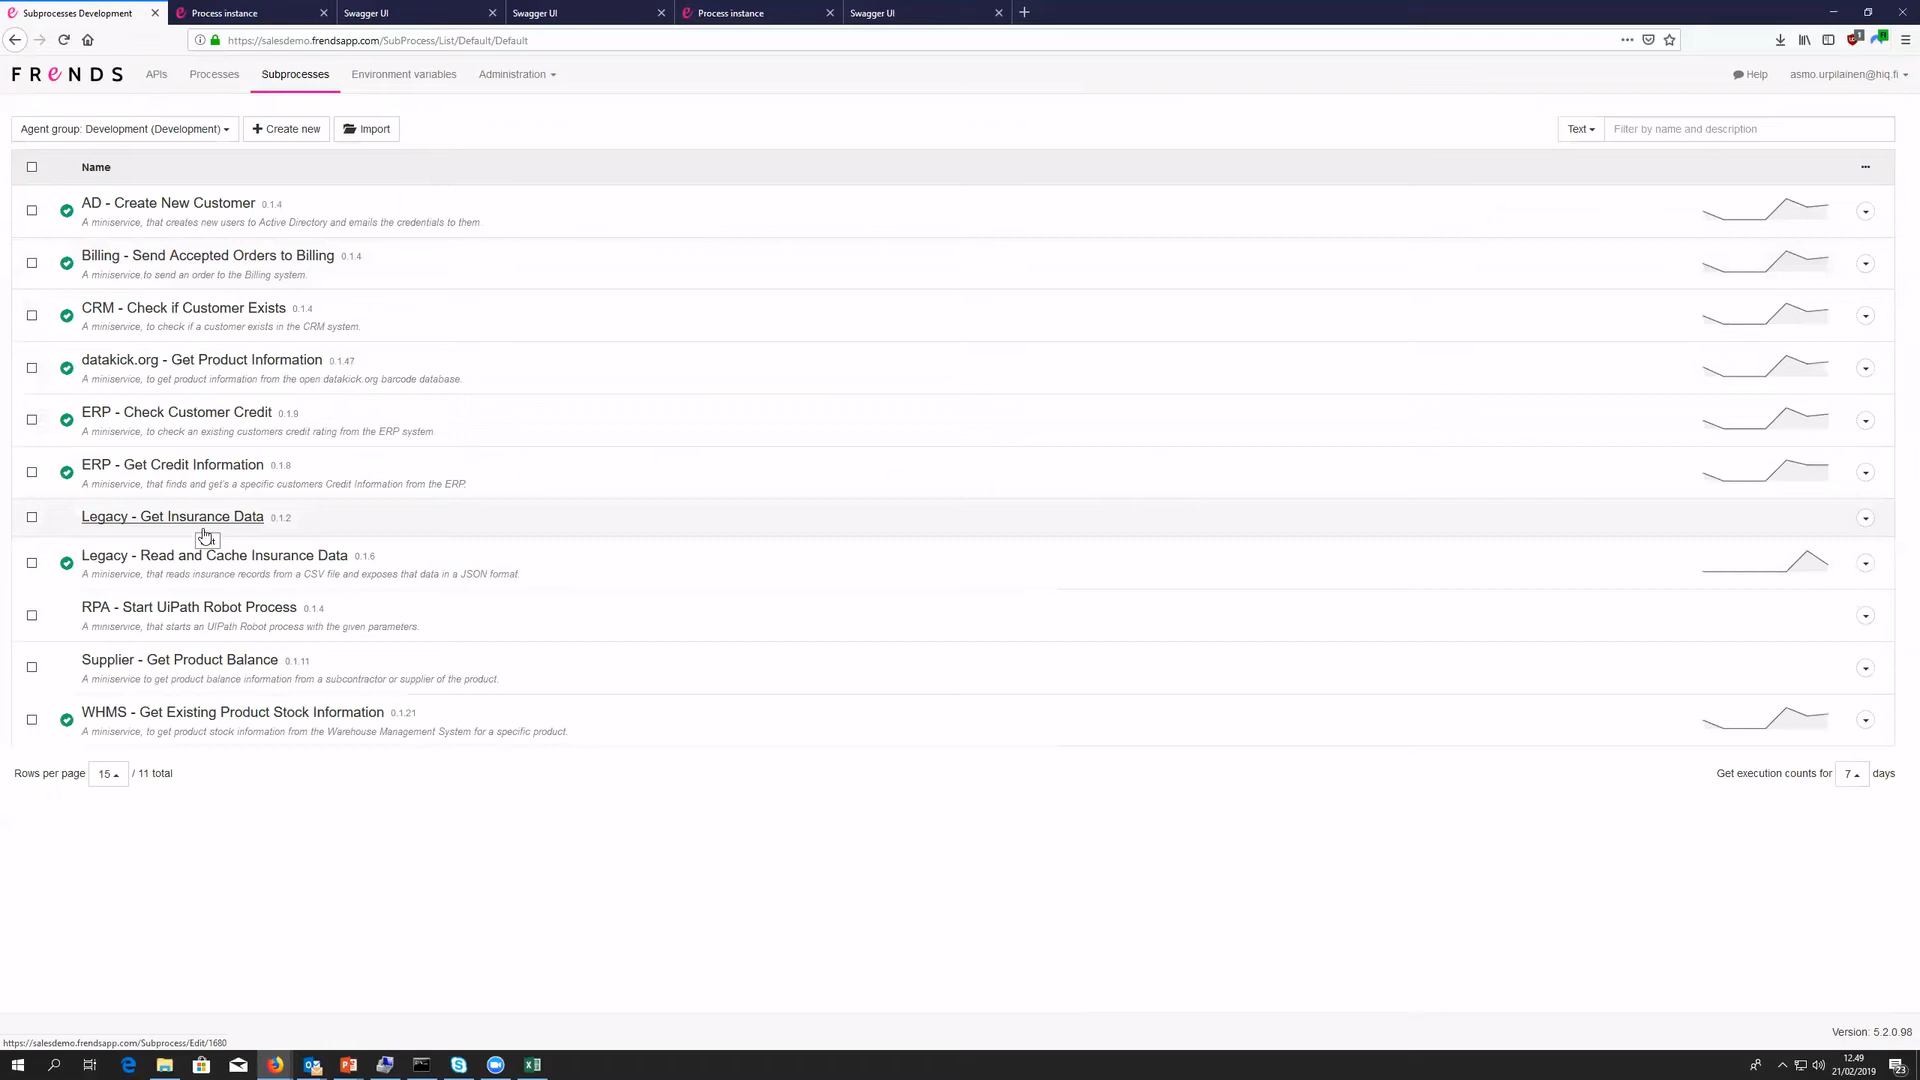 Subprocesses Development
Process instance
Swagger UI
Swagger UI
Process instance
Swagger UI
https://salesdemo.frendsapp.com/SubProcess/List/Default/Default
FReNDS
APIs
Processes
Subprocesses
Environment variables
Administration
Help
asmo.urpilainen@hiq.fi
Agent group: Development (Development)
Create new
Import
Text
Filter by name and description
Name
AD - Create New Customer 0.1.4
A miniservice, that creates new users to Active Directory and emails the credentials to them.
Billing - Send Accepted Orders to Billing 0.1.4
A miniservice,to send an order to the Billing system.
CRM - Check if Customer Exists 0.1.4
A miniservice, to check if a customer exists in the CRM system.
datakick.org - Get Product Information 0.1.47
A miniservice, to get product information from the open datakick.org barcode database.
ERP - Check Customer Credit 0.1.9
A miniservice, to check an existing customers credit rating from the ERP system.
ERP - Get Credit Information 0.1.8
A miniservice, that finds and get's a specific customers Credit Information from the ERP.
Legacy - Get Insurance Data 0.1.2
Legacy - Read and Cache Insurance Data 0.1.6
A miniservice, that reads insurance records from a CSV file and exposes that data in a JSON format.
RPA - Start UiPath Robot Process 0.1.4
A miniservice, that starts an UIPath Robot process with the given parameters.
Supplier - Get Product Balance 0.1.11
A miniservice to get product balance information from a subcontractor or supplier of the product.
WHMS - Get Existing Product Stock Information 0.1.21
A miniservice, to get product stock information from the Warehouse Management System for a specific product.
Rows per page 15 / 11 total
Get execution counts for 7 days
Version: 5.2.0.98
https://salesdemo.frendsapp.com/Subprocess/Edit/1680
12.49
21/02/2019
23